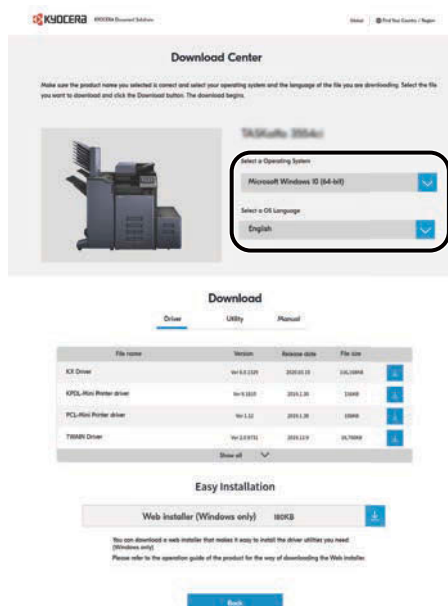 KYOCERA KYOCERA Document Solutions
Global Find Your Country / Region
Download Center
Make sure the product name you selected is correct and select your operating system and the language of the file you are downloading. Select the file
you want to download and click the Download button. The download begins.
Select a Operating System
Microsoft Windows 10 (64-bit)
Select a OS Language
English
Download
Driver Utility Manual
File name Version Release date File size
KX Driver
KPDL-Mini Printer driver
PCL-Mini Printer driver
TWAIN Driver
Show all
Easy Installation
Web installer (Windows only) 180KB
You can download a web installer that makes it easy to install the driver utilities you need
(Windows only)
Please refer to the operation guide of the product for the way of downloading the Web installer.
Back